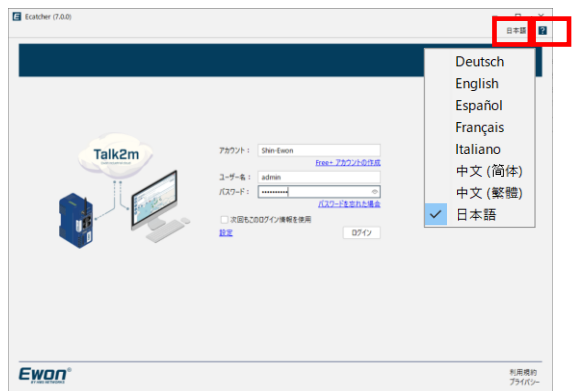 Ecatcher (7.0.0)
日本語 ?
Deutsch
English
Español
Français
Italiano
中文 (简体)
中文 (繁體)
日本語
Talk2m
アカウント： Shin-Ewon
Free+ アカウントの作成
ユーザー名： admin
パスワード：
パスワードを忘れた場合
次回もこのログイン情報を使用
設定 ログイン
Ewon®
BY HMS NETWORKS
利用規約
プライバシー